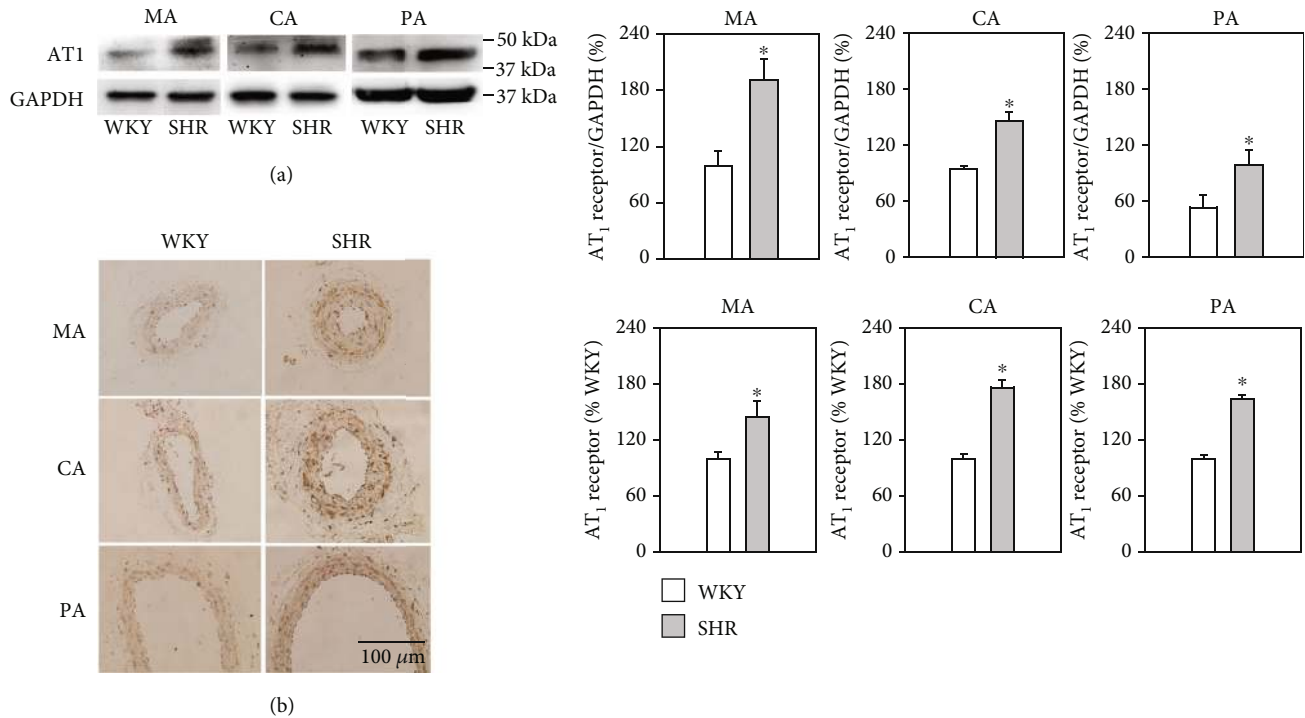 MA CA PA
AT1
50 kDa
37 kDa
GAPDH
37 kDa
WKY SHR WKY SHR WKY SHR
(a)
MA
AT1 receptor/GAPDH (%)
240
180
120
60
0
*
CA
AT1 receptor/GAPDH (%)
240
180
120
60
0
*
PA
AT1 receptor/GAPDH (%)
240
180
120
60
0
*
WKY SHR
MA
CA
PA
100 μm
(b)
MA
AT1 receptor (% WKY)
240
180
120
60
0
*
CA
AT1 receptor (% WKY)
240
180
120
60
0
*
PA
AT1 receptor (% WKY)
240
180
120
60
0
*
WKY
SHR